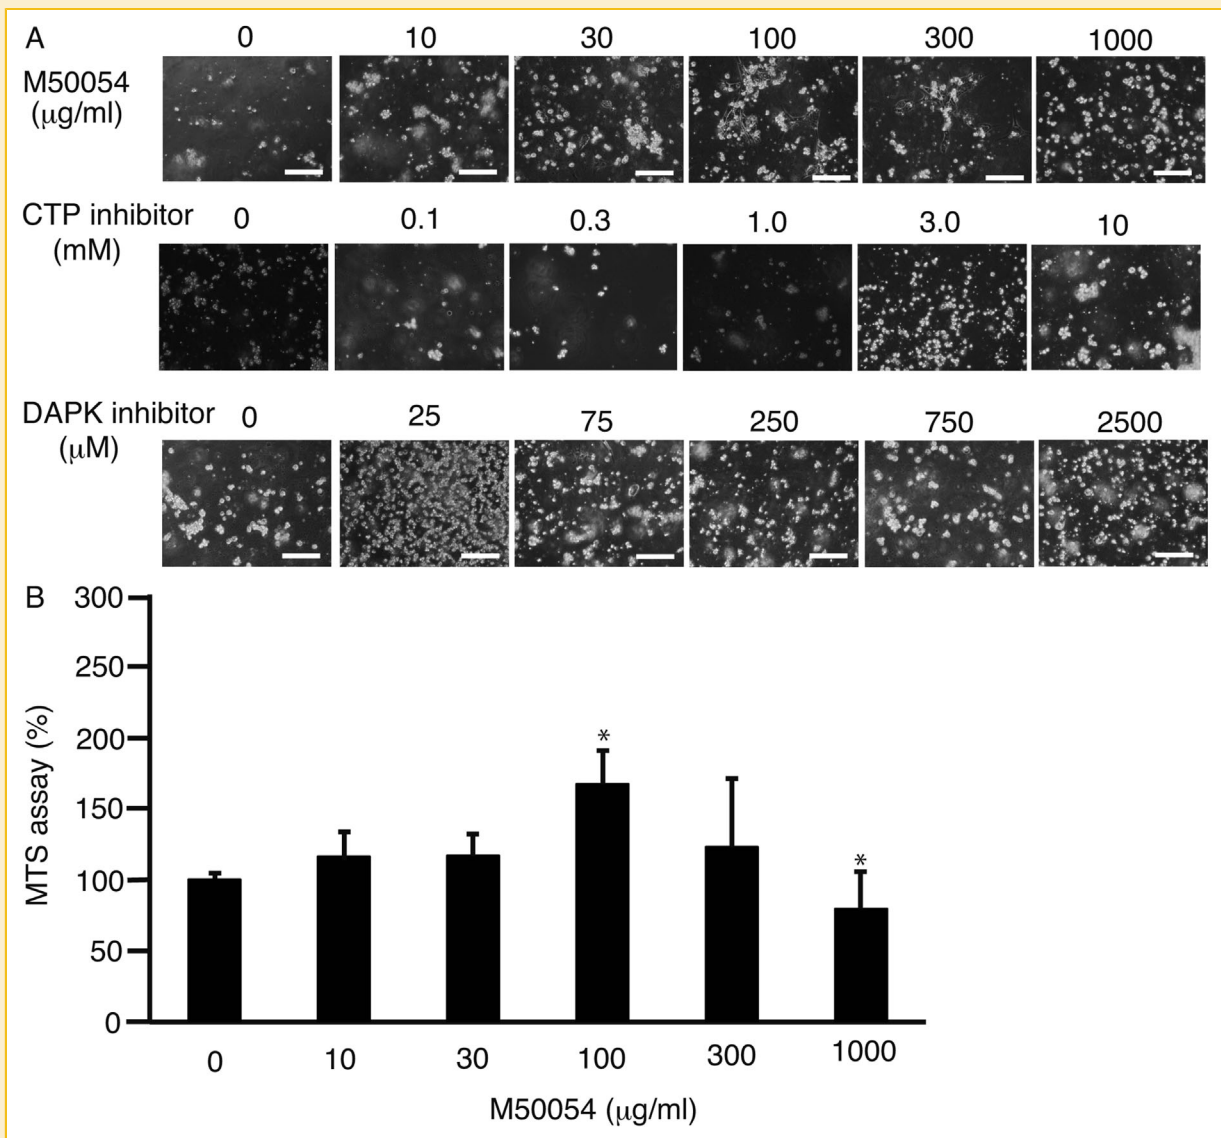 A
0 10 30 100 300 1000
M50054
(μg/ml)
CTP inhibitor 0 0.1 0.3 1.0 3.0 10
(mM)
DAPK inhibitor 0 25 75 250 750 2500
(μM)
B
300
250
200
150
100
50
0
MTS assay (%)
*
*
0 10 30 100 300 1000
M50054 (μg/ml)